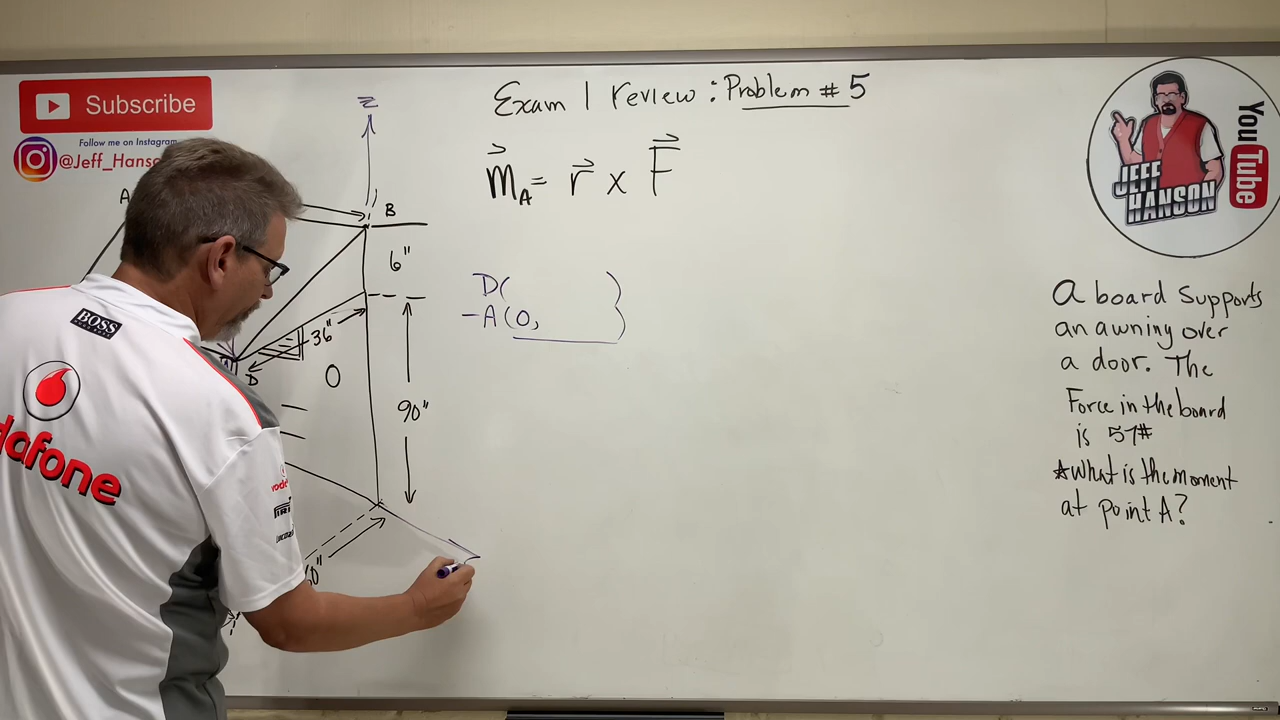 Subscribe
Follow me on Instagram
@Jeff_Hans
Exam 1 review: Problem # 5
z
A
B
6"
36"
D
O
90"
M_A = r x F
D( )
-A(0, )
JEFF
HANSON
You
Tube
a board supports
an awning over
a door. The
Force in the board
is 57#
*What is the moment
at point A?
BOSS
vodafone